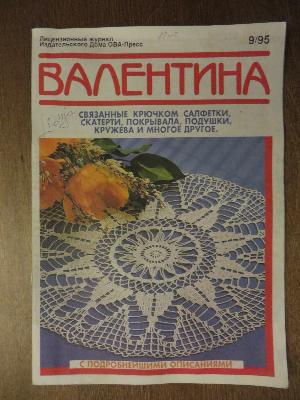 Лицензионный журнал
Издательского Дома ОВА-Пресс
9/95
ВАЛЕНТИНА
СВЯЗАННЫЕ КРЮЧКОМ САЛФЕТКИ,
СКАТЕРТИ, ПОКРЫВАЛА, ПОДУШКИ,
КРУЖЕВА И МНОГОЕ ДРУГОЕ.
С ПОДРОБНЕЙШИМИ ОПИСАНИЯМИ